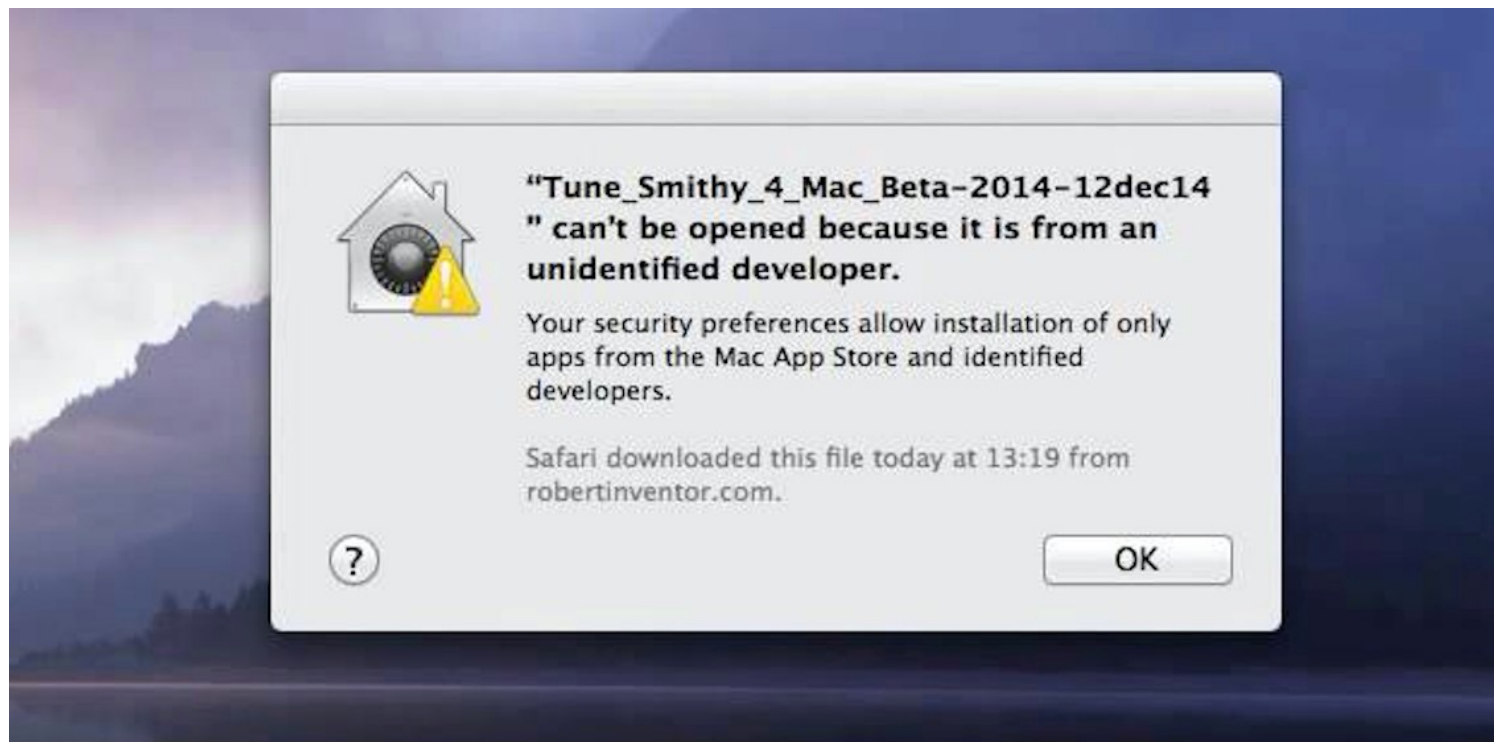 “Tune_Smithy_4_Mac_Beta-2014-12dec14
” can't be opened because it is from an
unidentified developer.
Your security preferences allow installation of only
apps from the Mac App Store and identified
developers.
Safari downloaded this file today at 13:19 from
robertinventor.com.
?
OK